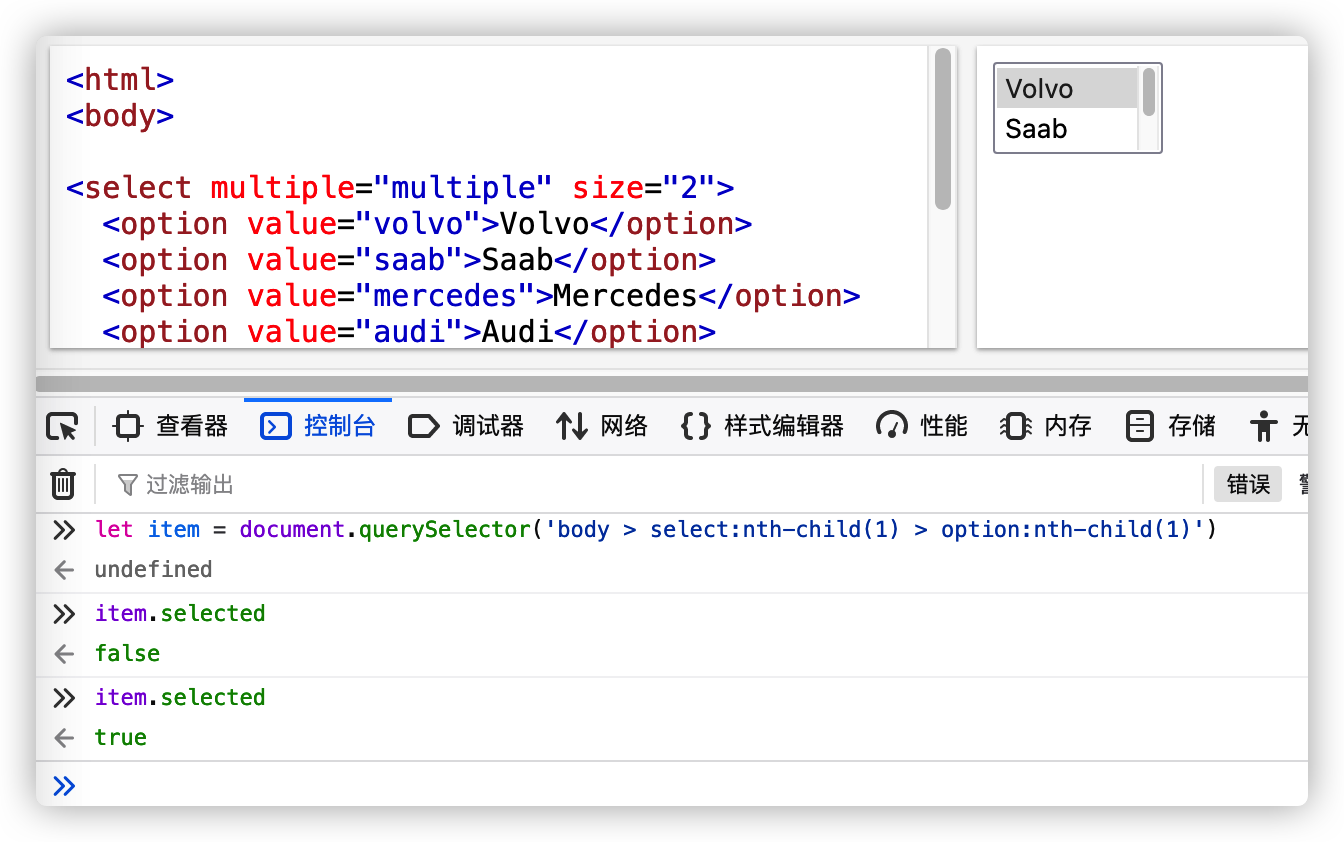 <html>
<body>
<select multiple="multiple" size="2">
<option value="volvo">Volvo</option>
<option value="saab">Saab</option>
<option value="mercedes">Mercedes</option>
<option value="audi">Audi</option>
Volvo
Saab
查看器 控制台 调试器 网络 样式编辑器 性能 内存 存储 无
过滤输出 错误
let item = document.querySelector('body > select:nth-child(1) > option:nth-child(1)')
undefined
item.selected
false
item.selected
true